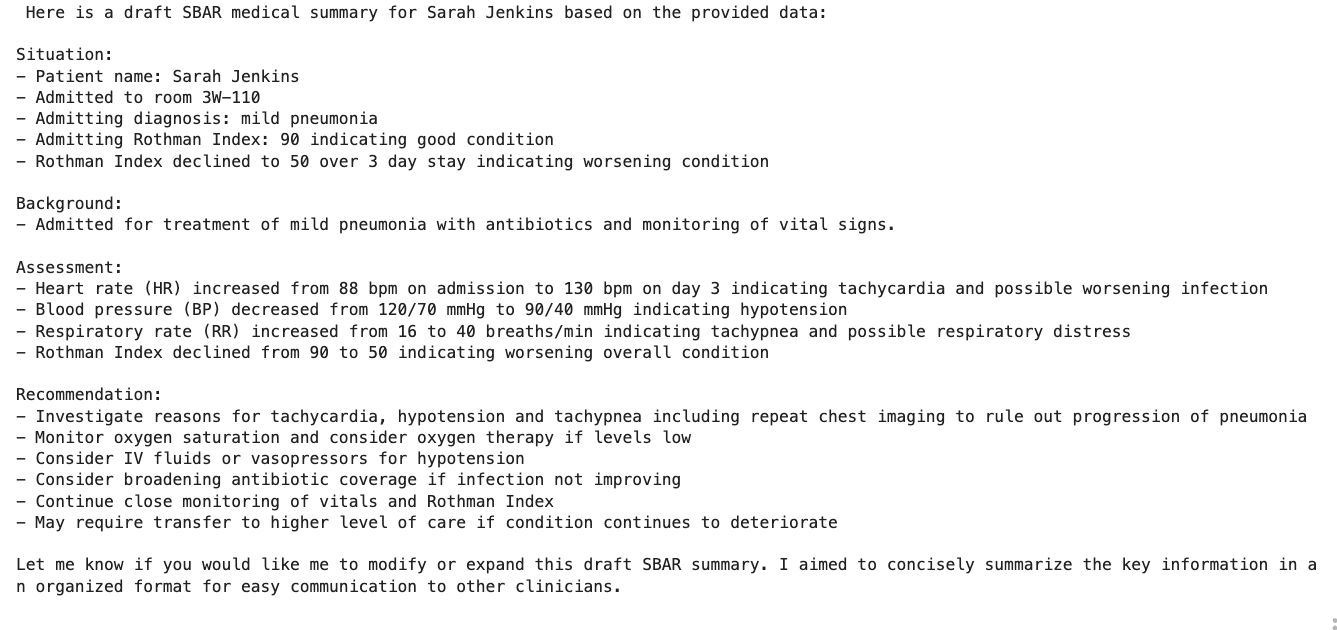 Here is a draft SBAR medical summary for Sarah Jenkins based on the provided data:
Situation:
– Patient name: Sarah Jenkins
– Admitted to room 3W–110
– Admitting diagnosis: mild pneumonia
– Admitting Rothman Index: 90 indicating good condition
– Rothman Index declined to 50 over 3 day stay indicating worsening condition
Background:
– Admitted for treatment of mild pneumonia with antibiotics and monitoring of vital signs.
Assessment:
– Heart rate (HR) increased from 88 bpm on admission to 130 bpm on day 3 indicating tachycardia and possible worsening infection
– Blood pressure (BP) decreased from 120/70 mmHg to 90/40 mmHg indicating hypotension
– Respiratory rate (RR) increased from 16 to 40 breaths/min indicating tachypnea and possible respiratory distress
– Rothman Index declined from 90 to 50 indicating worsening overall condition
Recommendation:
– Investigate reasons for tachycardia, hypotension and tachypnea including repeat chest imaging to rule out progression of pneumonia
– Monitor oxygen saturation and consider oxygen therapy if levels low
– Consider IV fluids or vasopressors for hypotension
– Consider broadening antibiotic coverage if infection not improving
– Continue close monitoring of vitals and Rothman Index
– May require transfer to higher level of care if condition continues to deteriorate
Let me know if you would like me to modify or expand this draft SBAR summary. I aimed to concisely summarize the key information in a
n organized format for easy communication to other clinicians.